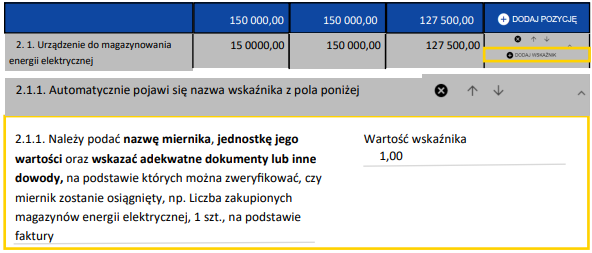 150 000,00 150 000,00 127 500,00 DODAJ POZYCJĘ
2. 1. Urządzenie do magazynowania 15 0000,00 150 000,00 127 500,00
energii elektrycznej DODAJ WSKAŹNIK
2.1.1. Automatycznie pojawi się nazwa wskaźnika z pola poniżej
2.1.1. Należy podać nazwę miernika, jednostkę jego Wartość wskaźnika
wartości oraz wskazać adekwatne dokumenty lub inne 1,00
dowody, na podstawie których można zweryfikować, czy
miernik zostanie osiągnięty, np. Liczba zakupionych
magazynów energii elektrycznej, 1 szt., na podstawie
faktury